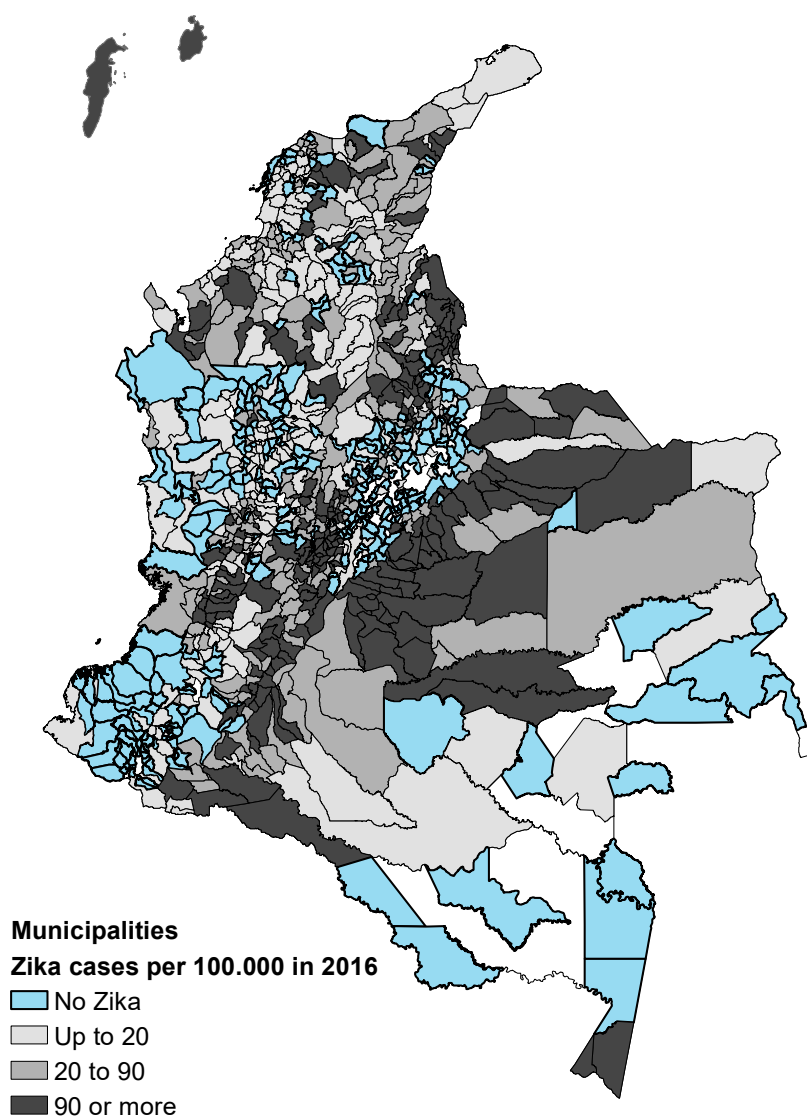 Municipalities
Zika cases per 100.000 in 2016
No Zika
Up to 20
20 to 90
90 or more